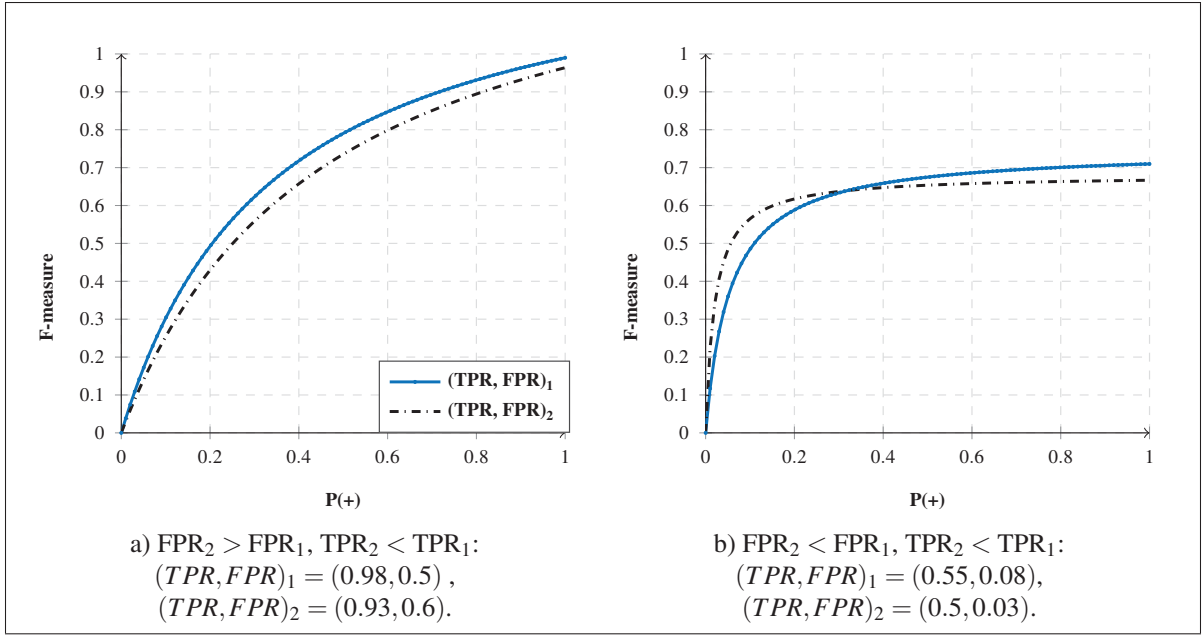 1
0.9
0.8
0.7
0.6
0.5
0.4
0.3
0.2
0.1
0
0 0.2 0.4 0.6 0.8 1
F-measure
P(+)
(TPR, FPR)₁
(TPR, FPR)₂
a) FPR₂ > FPR₁, TPR₂ < TPR₁:
(TPR,FPR)₁ = (0.98,0.5) ,
(TPR,FPR)₂ = (0.93,0.6).
1
0.9
0.8
0.7
0.6
0.5
0.4
0.3
0.2
0.1
0
0 0.2 0.4 0.6 0.8 1
F-measure
P(+)
b) FPR₂ < FPR₁, TPR₂ < TPR₁:
(TPR,FPR)₁ = (0.55,0.08),
(TPR,FPR)₂ = (0.5,0.03).